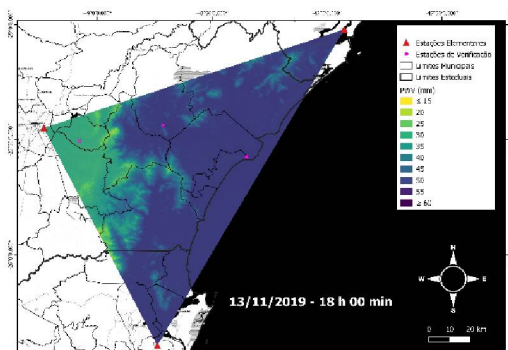 Estações Elementares
Estações de Verificação
Limites Municipais
Limites Estaduais
PWV (mm)
≤ 15
20
25
30
35
40
45
50
55
≥ 60
N
W
E
S
13/11/2019 - 18 h 00 min
0 10 20 km